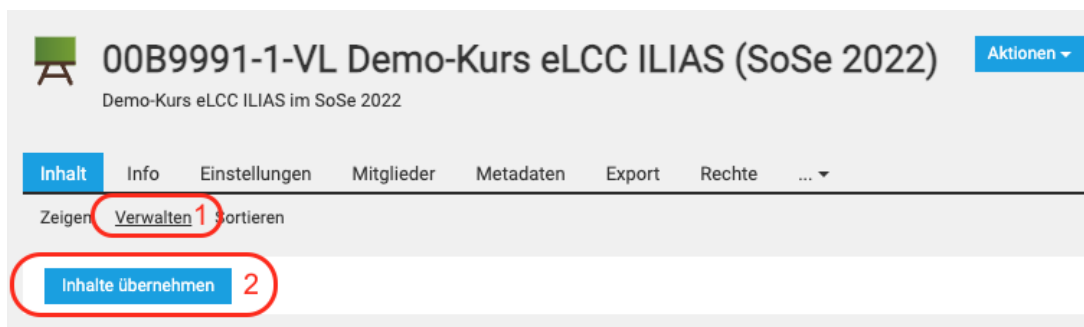 00B9991-1-VL Demo-Kurs eLCC ILIAS (SoSe 2022)
Aktionen
Demo-Kurs eLCC ILIAS im SoSe 2022
Inhalt Info Einstellungen Mitglieder Metadaten Export Rechte ...
Zeigen Verwalten 1 Sortieren
Inhalte übernehmen 2